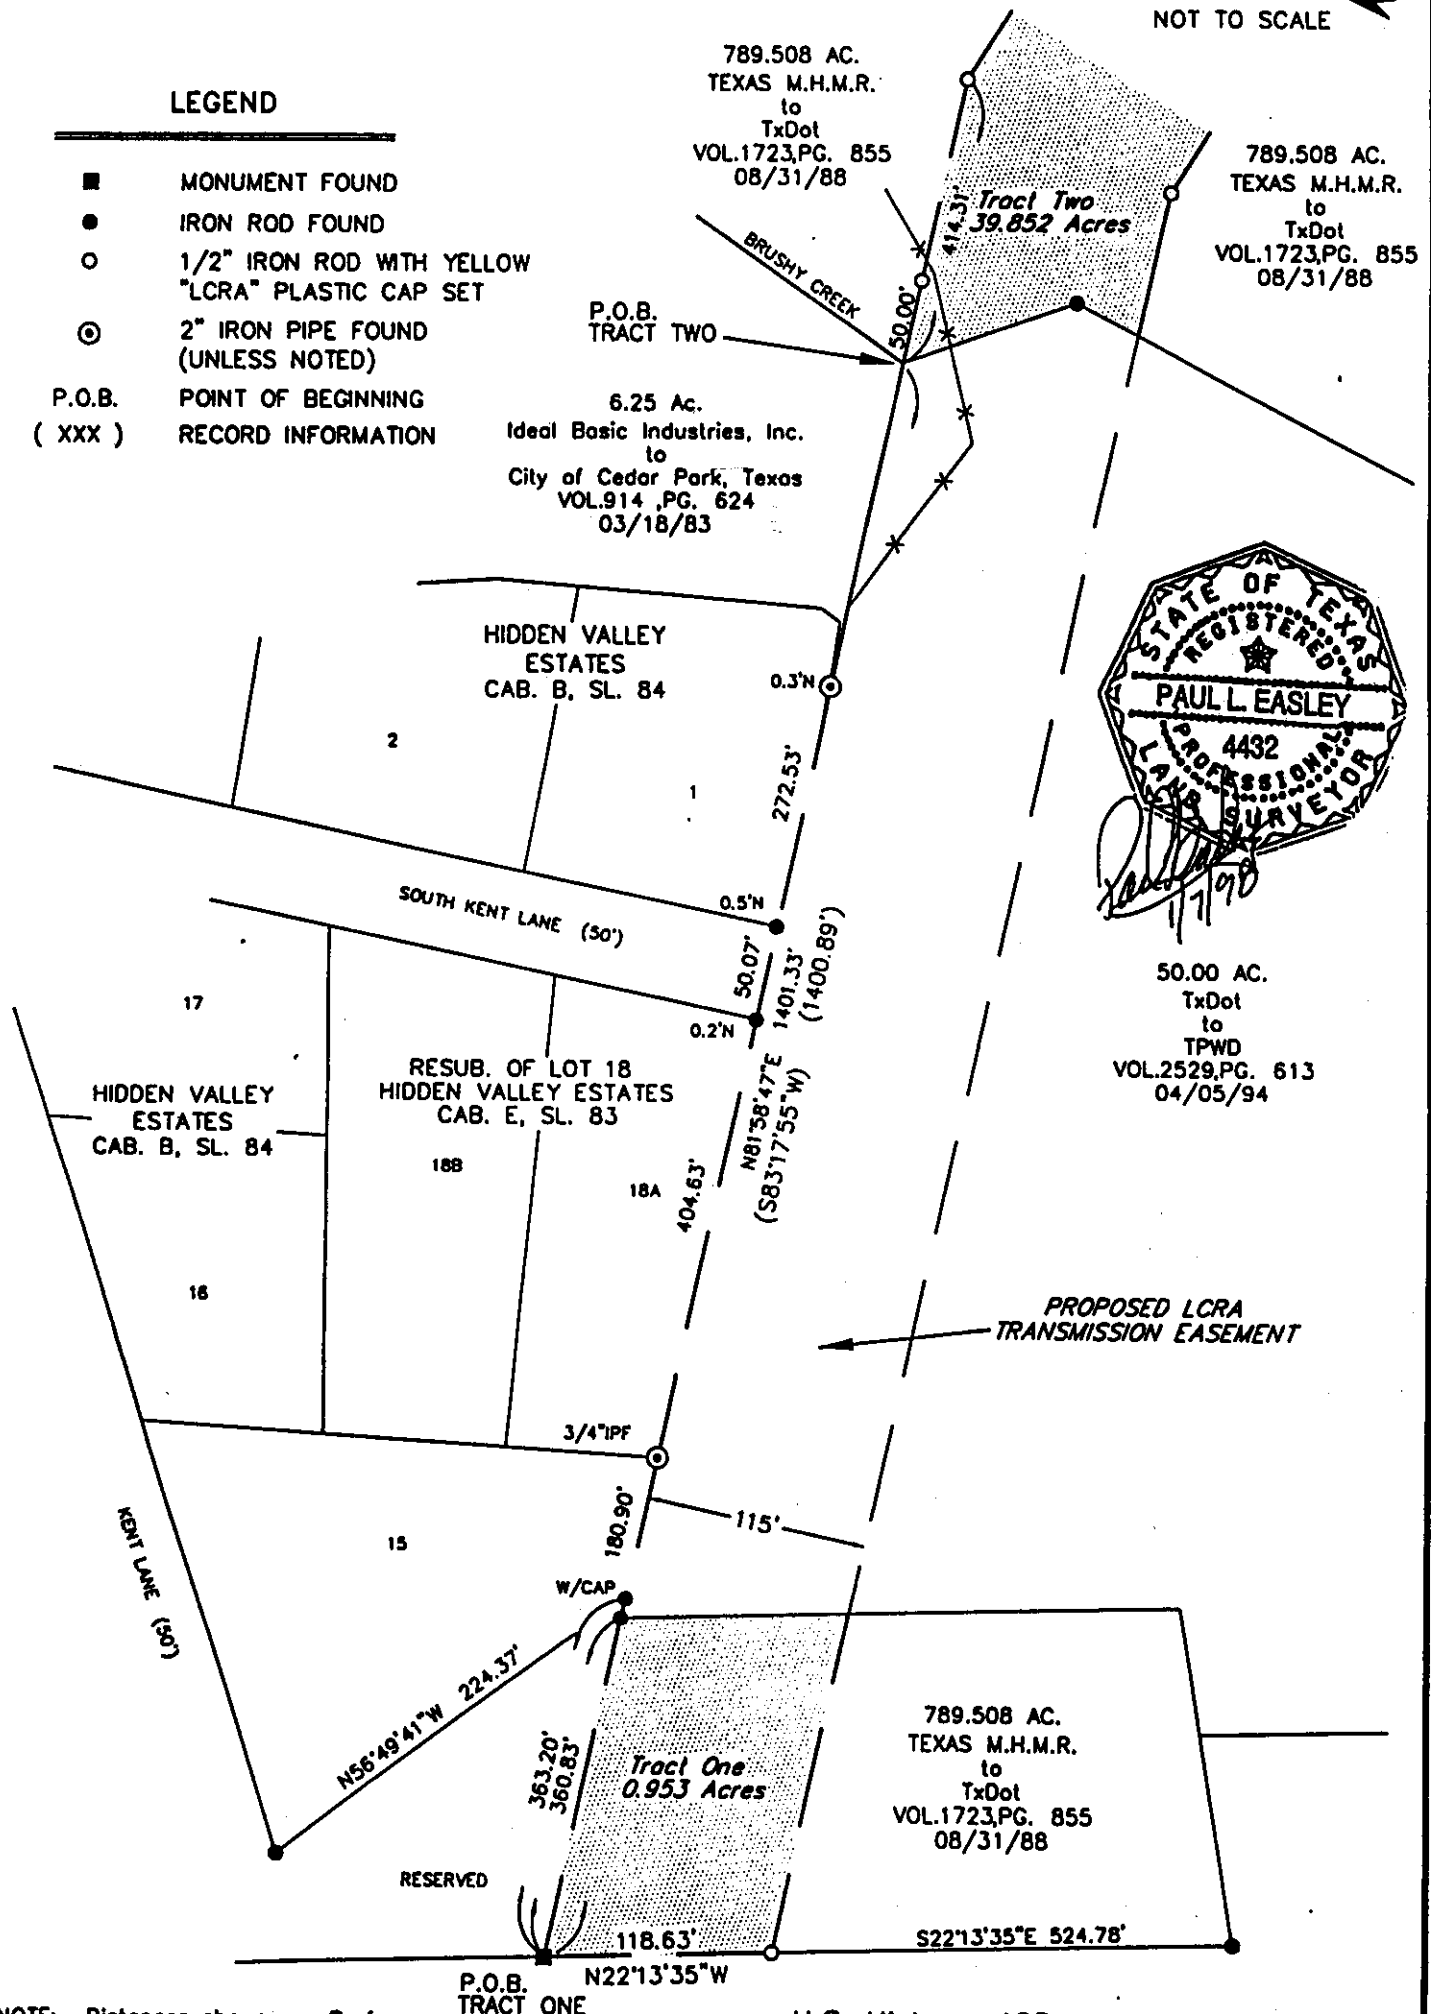 NOT TO SCALE
LEGEND
MONUMENT FOUND
IRON ROD FOUND
1/2" IRON ROD WITH YELLOW
"LCRA" PLASTIC CAP SET
2" IRON PIPE FOUND
(UNLESS NOTED)
P.O.B. POINT OF BEGINNING
( XXX ) RECORD INFORMATION
789.508 AC.
TEXAS M.H.M.R.
to
TxDot
VOL.1723,PG. 855
08/31/88
Tract Two
39.852 Acres
414.31'
50.00'
789.508 AC.
TEXAS M.H.M.R.
to
TxDot
VOL.1723,PG. 855
08/31/88
BRUSHY CREEK
P.O.B.
TRACT TWO
6.25 Ac.
Ideal Basic Industries, Inc.
to
City of Cedar Park, Texas
VOL.914 ,PG. 624
03/18/83
HIDDEN VALLEY
ESTATES
CAB. B, SL. 84
0.3'N
2
1
272.53'
STATE OF TEXAS
REGISTERED
PAUL L. EASLEY
4432
PROFESSIONAL
LAND SURVEYOR
SOUTH KENT LANE (50')
0.5'N
50.07'
1401.33'
(1400.89')
0.2'N
N81°58'47"E
(S83°17'55"W)
404.63'
50.00 AC.
TxDot
to
TPWD
VOL.2529,PG. 613
04/05/94
17
HIDDEN VALLEY
ESTATES
CAB. B, SL. 84
RESUB. OF LOT 18
HIDDEN VALLEY ESTATES
CAB. E, SL. 83
18B
18A
16
PROPOSED LCRA
TRANSMISSION EASEMENT
3/4"IPF
180.90'
115'
15
KENT LANE (50')
W/CAP
N56°49'41"W 224.37'
363.20'
360.83'
Tract One
0.953 Acres
789.508 AC.
TEXAS M.H.M.R.
to
TxDot
VOL.1723,PG. 855
08/31/88
RESERVED
118.63'
N22°13'35"W
S22°13'35"E 524.78'
P.O.B.
TRACT ONE